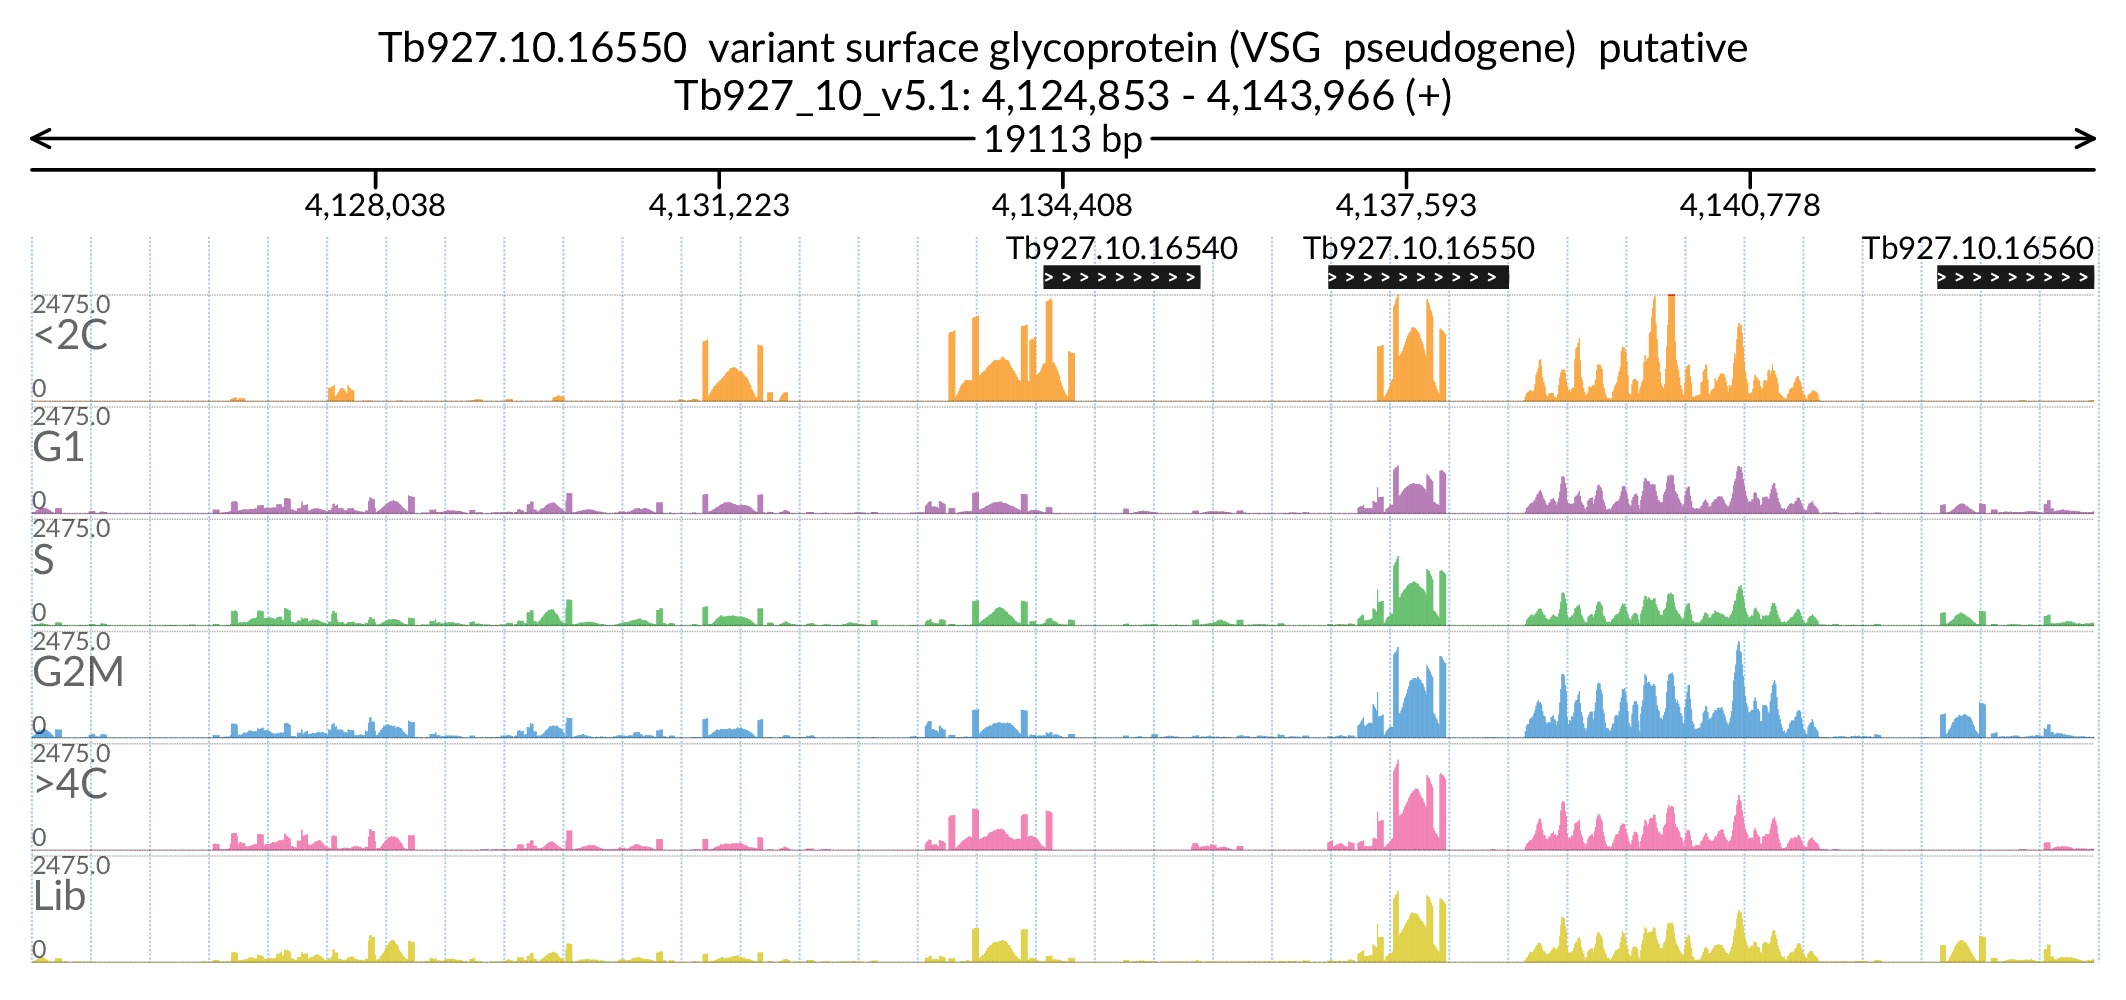 Tb927.10.16550 variant surface glycoprotein (VSG pseudogene) putative
Tb927_10_v5.1: 4,124,853 - 4,143,966 (+)
19113 bp
4,128,038 4,131,223 4,134,408 4,137,593 4,140,778
Tb927.10.16540 Tb927.10.16550 Tb927.10.16560
> > > > > > > > > > > > > > > > > > > > > > > > > > >
2475.0
<2C
0
2475.0
G1
0
2475.0
S
0
2475.0
G2M
0
2475.0
>4C
0
2475.0
Lib
0